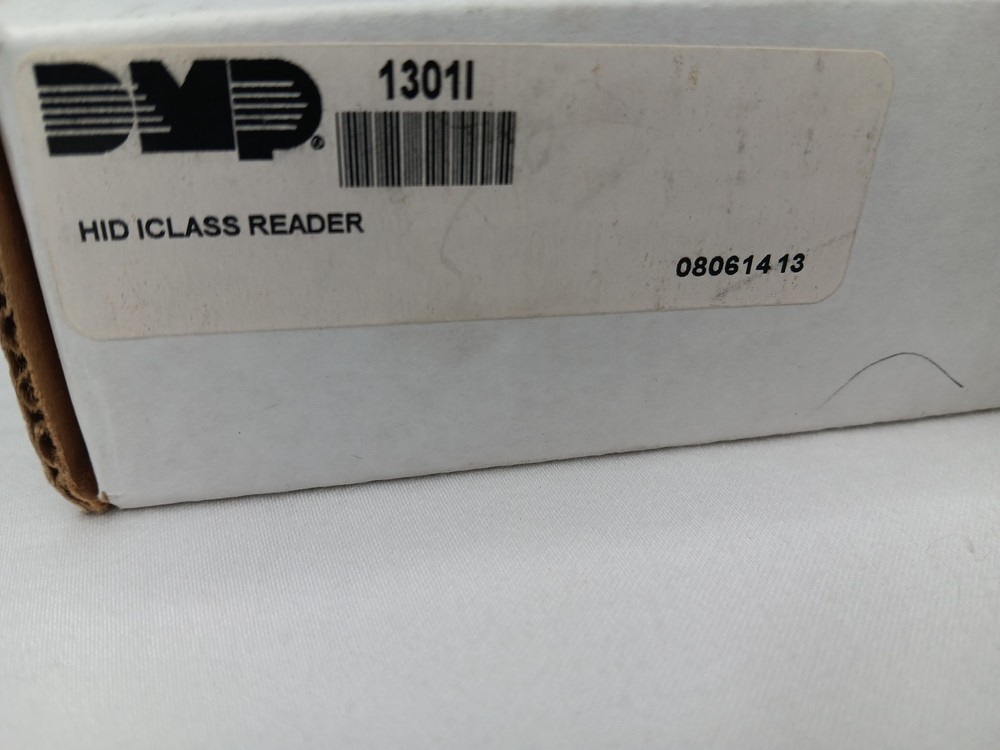 DMP®
1301I
HID ICLASS READER
08061413